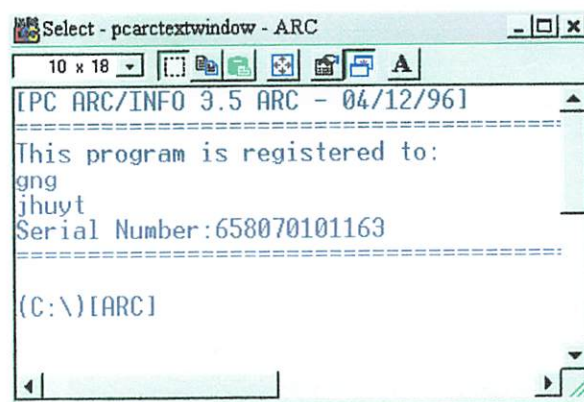 Select - pcarctextwindow - ARC
10 x 18
A
[PC ARC/INFO 3.5 ARC - 04/12/96]
==================================
This program is registered to:
gng
jhuyt
Serial Number:658070101163
==================================
(C:\)[ARC]